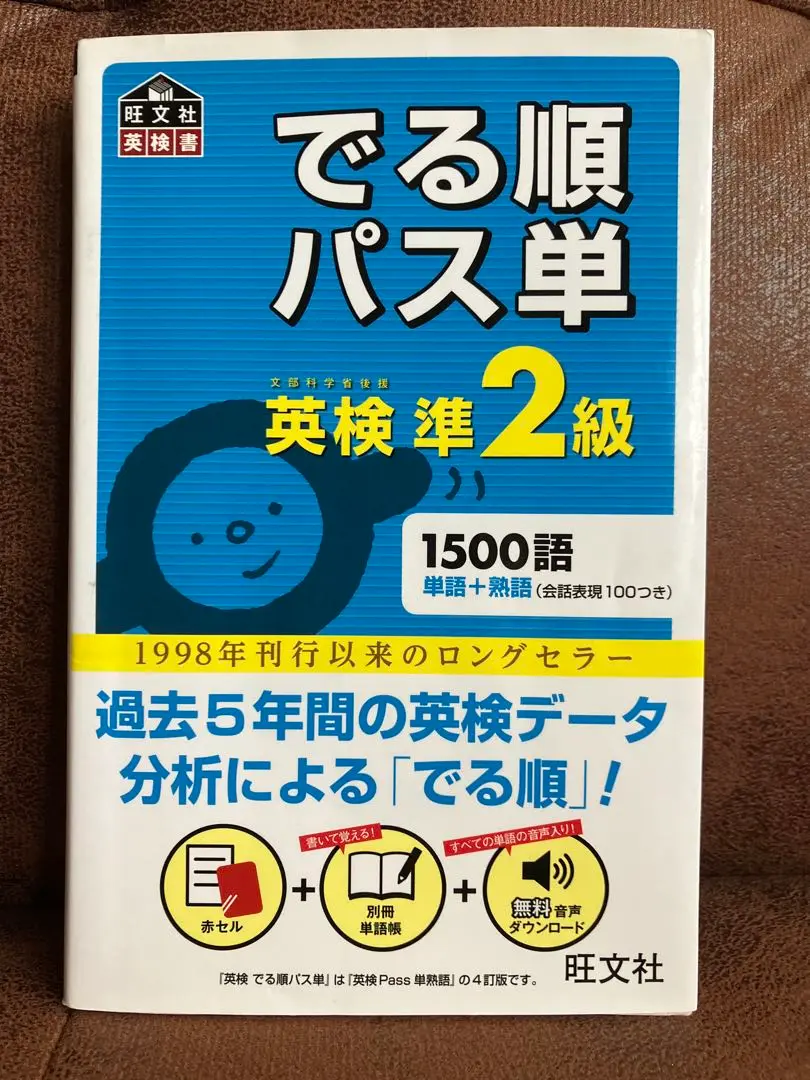 旺文社
英検書
でる順
パス単
文部科学省後援
英検 準2級
1500語
単語+熟語(会話表現100つき)
1998年刊行以来のロングセラー
過去5年間の英検データ
分析による「でる順」!
書いて覚える!
すべての単語の音声入り!
赤セル
+
別冊
単語帳
+
無料音声
ダウンロード
『英検 でる順パス単』は『英検Pass単熟語』の4訂版です。
旺文社